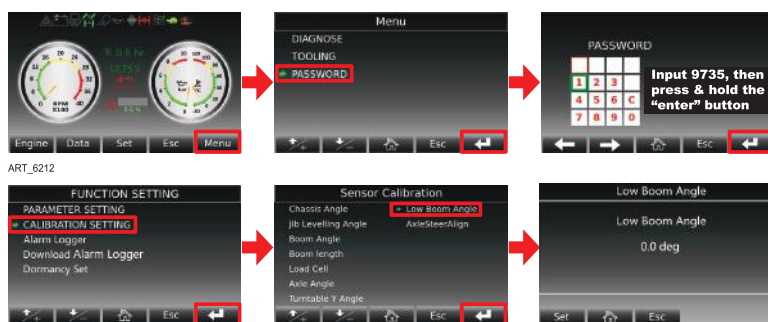 Menu
DIAGNOSE
TOOLING
PASSWORD
Esc
PASSWORD
1 2 3
4 5 6 C
7 8 9 0
Input 9735, then
press & hold the
“enter” button
Esc
Engine Data Set Esc Menu
ART_6212
FUNCTION SETTING
PARAMETER SETTING
CALIBRATION SETTING
Alarm Logger
Download Alarm Logger
Dormancy Set
Esc
Sensor Calibration
Chassis Angle Low Boom Angle
Jib Levelling Angle AxleSteerAlign
Boom Angle
Boom length
Load Cell
Axle Angle
Turntable Y Angle
Esc
Low Boom Angle
Low Boom Angle
0.0 deg
Set Esc